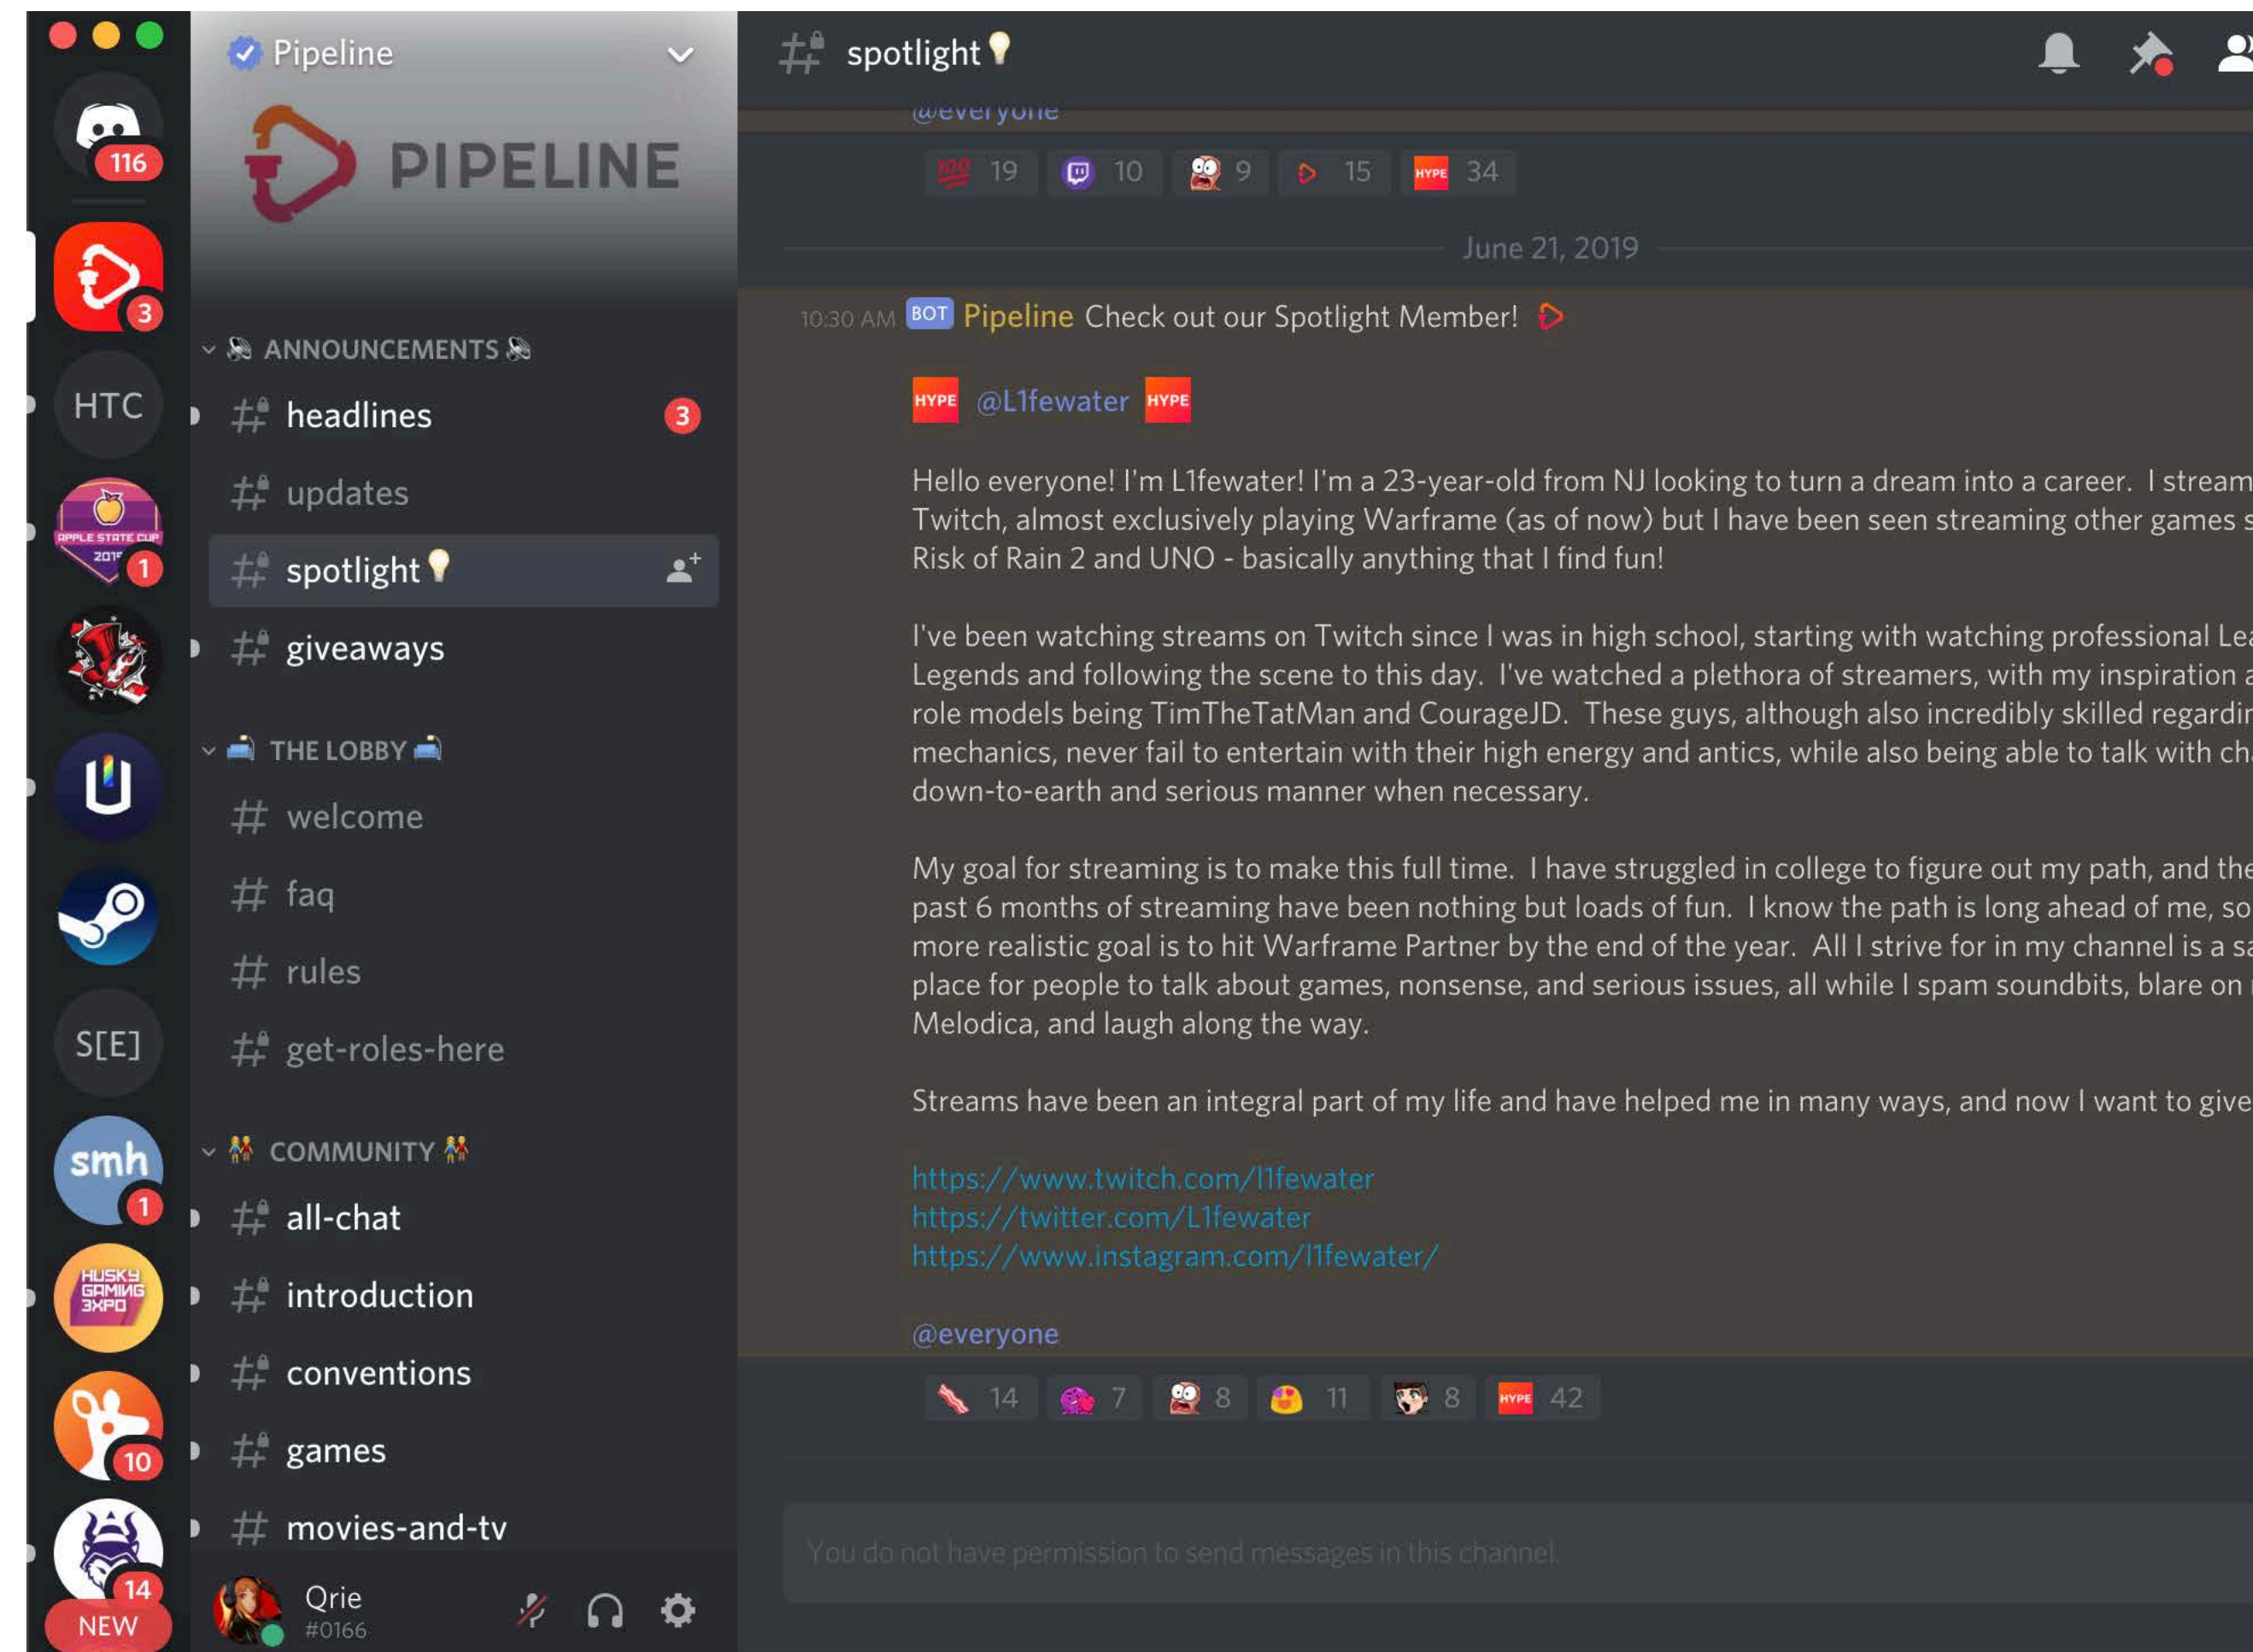 116
3
HTC
APPLE STATE CUP
1
smh
S[E]
1
HUSKY
GAMING
3XPO
10
14
NEW
Pipeline
PIPELINE
ANNOUNCEMENTS
headlines
3
updates
spotlight
giveaways
THE LOBBY
welcome
faq
rules
get-roles-here
COMMUNITY
all-chat
introduction
conventions
games
movies-and-tv
Qrie
#0166
spotlight
@everyone
19 10 9 15 HYPE 34
June 21, 2019
10:30 AM BOT Pipeline Check out our Spotlight Member!
HYPE @L1fewater HYPE
Hello everyone! I'm L1fewater! I'm a 23-year-old from NJ looking to turn a dream into a career. I stream
Twitch, almost exclusively playing Warframe (as of now) but I have been seen streaming other games s
Risk of Rain 2 and UNO - basically anything that I find fun!
I've been watching streams on Twitch since I was in high school, starting with watching professional Lea
Legends and following the scene to this day. I've watched a plethora of streamers, with my inspiration a
role models being TimTheTatMan and CourageJD. These guys, although also incredibly skilled regardin
mechanics, never fail to entertain with their high energy and antics, while also being able to talk with cha
down-to-earth and serious manner when necessary.
My goal for streaming is to make this full time. I have struggled in college to figure out my path, and the
past 6 months of streaming have been nothing but loads of fun. I know the path is long ahead of me, so
more realistic goal is to hit Warframe Partner by the end of the year. All I strive for in my channel is a sa
place for people to talk about games, nonsense, and serious issues, all while I spam soundbits, blare on
Melodica, and laugh along the way.
Streams have been an integral part of my life and have helped me in many ways, and now I want to give
https://www.twitch.com/l1fewater
https://twitter.com/L1fewater
https://www.instagram.com/l1fewater/
@everyone
14 7 8 11 8 HYPE 42
You do not have permission to send messages in this channel.